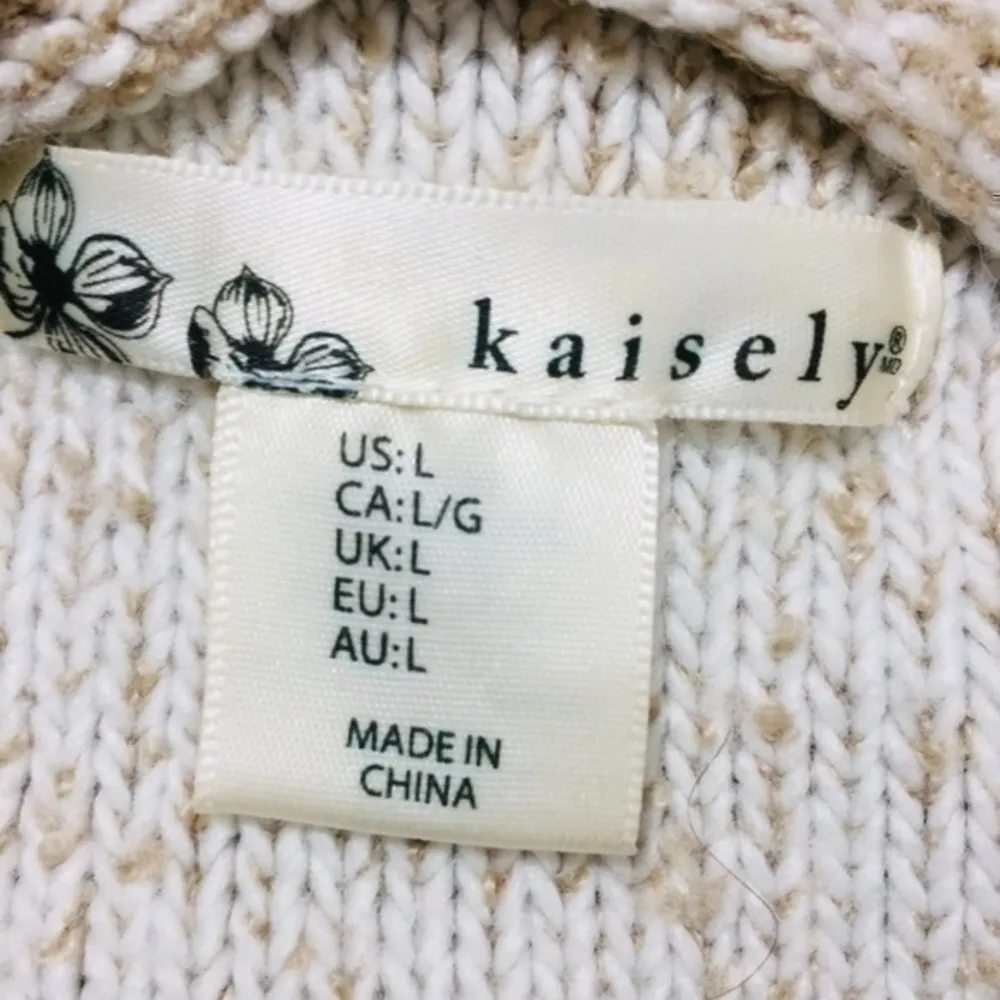 kaisely®
MD
US: L
CA: L/G
UK: L
EU: L
AU: L
MADE IN
CHINA